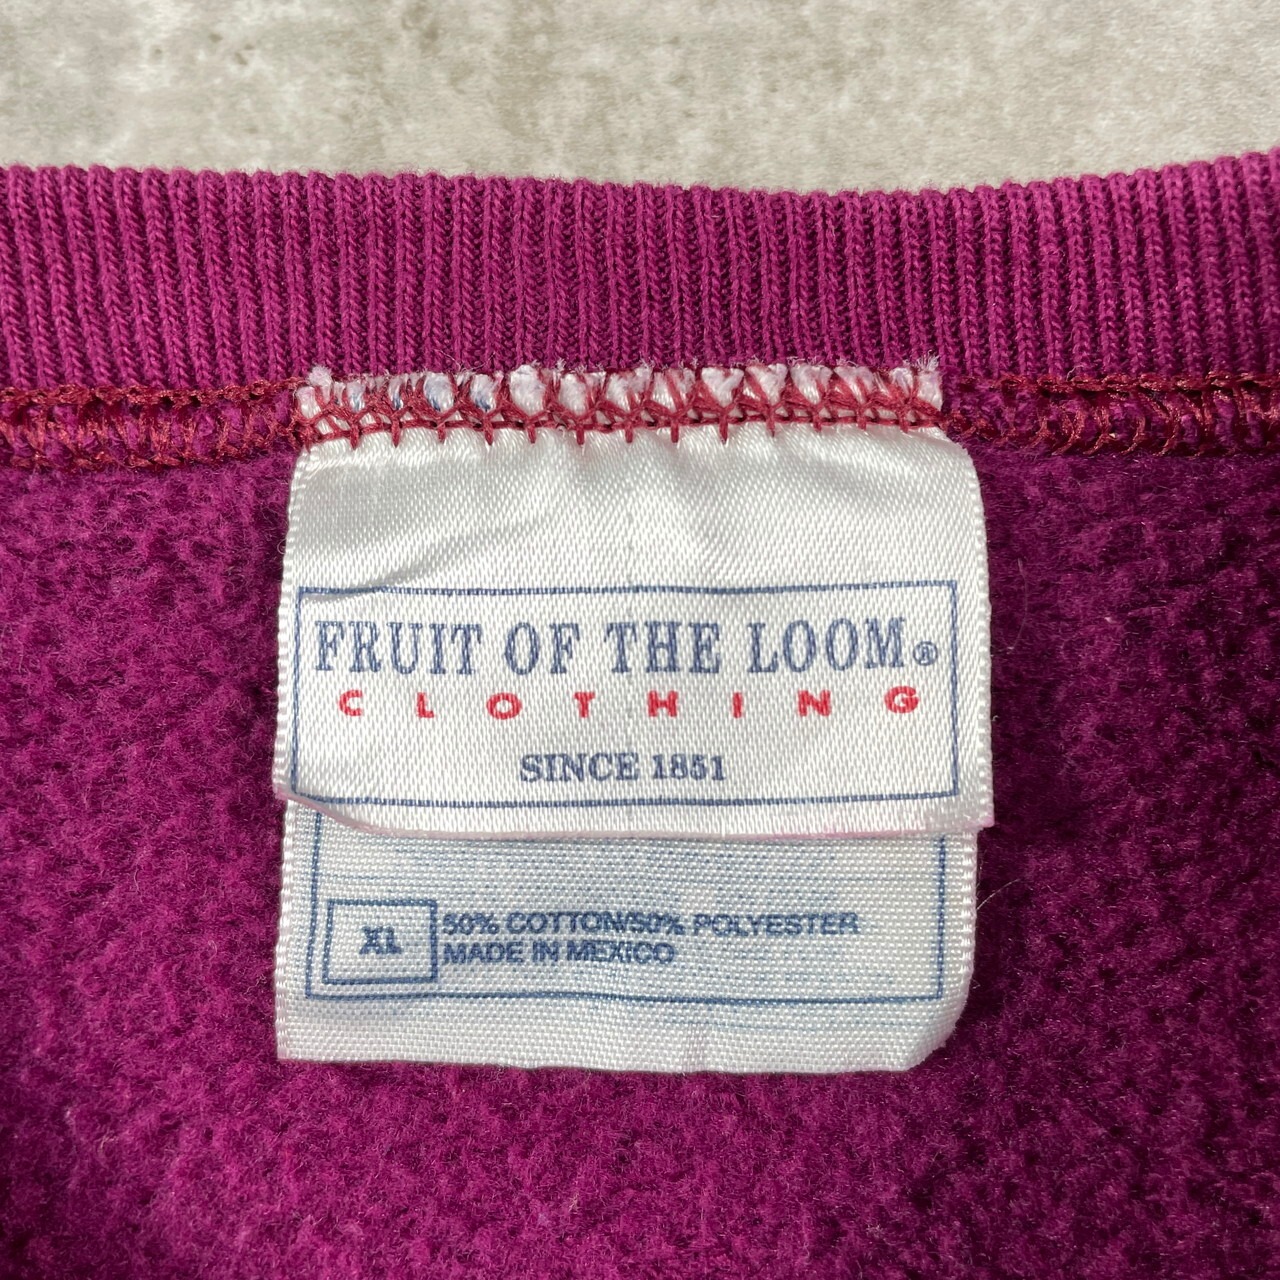 FRUIT OF THE LOOM®
CLOTHING
SINCE 1851
XL
50% COTTON/50% POLYESTER
MADE IN MEXICO